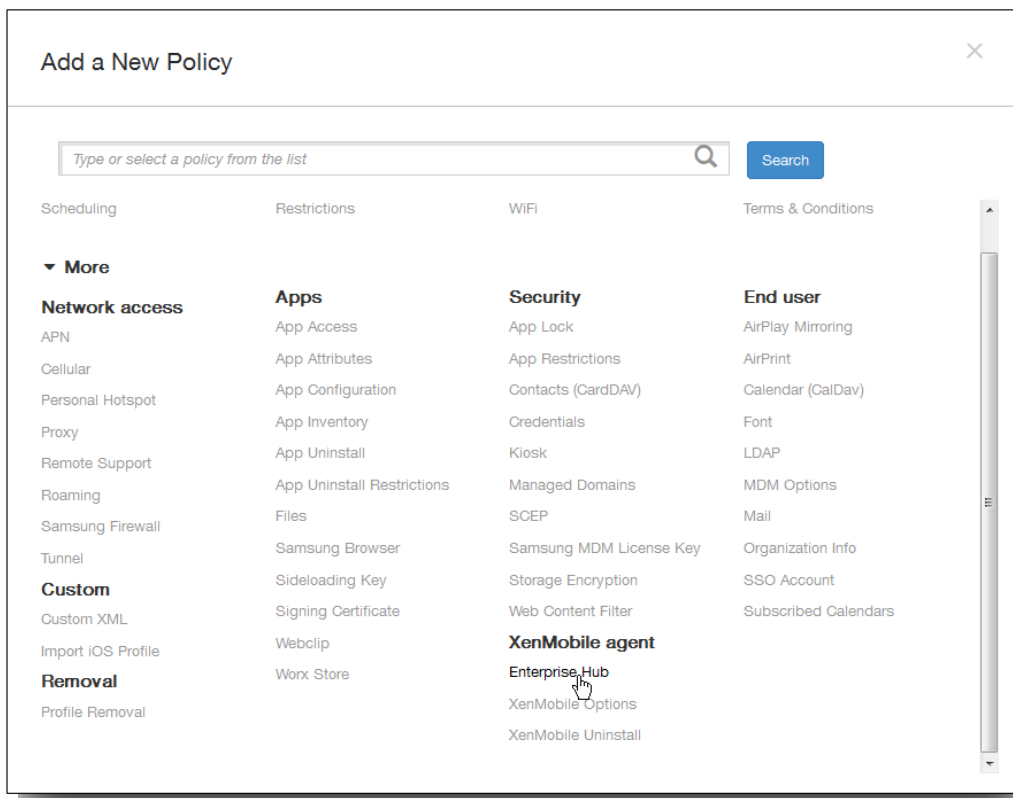 Add a New Policy
Type or select a policy from the list
Search
Scheduling
Restrictions
WiFi
Terms & Conditions
More
Network access
APN
Cellular
Personal Hotspot
Proxy
Remote Support
Roaming
Samsung Firewall
Tunnel
Custom
Custom XML
Import iOS Profile
Removal
Profile Removal
Apps
App Access
App Attributes
App Configuration
App Inventory
App Uninstall
App Uninstall Restrictions
Files
Samsung Browser
Sideloading Key
Signing Certificate
Webclip
Worx Store
Security
App Lock
App Restrictions
Contacts (CardDAV)
Credentials
Kiosk
Managed Domains
SCEP
Samsung MDM License Key
Storage Encryption
Web Content Filter
XenMobile agent
Enterprise Hub
XenMobile Options
XenMobile Uninstall
End user
AirPlay Mirroring
AirPrint
Calendar (CalDav)
Font
LDAP
MDM Options
Mail
Organization Info
SSO Account
Subscribed Calendars